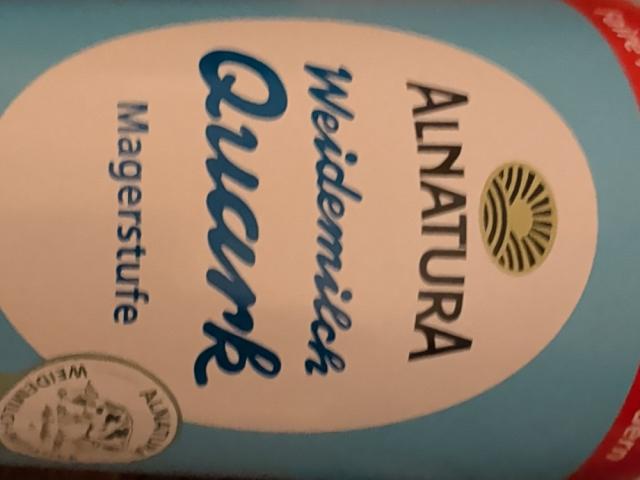 ALNATURA
Weidemilch
Quark
Magerstufe